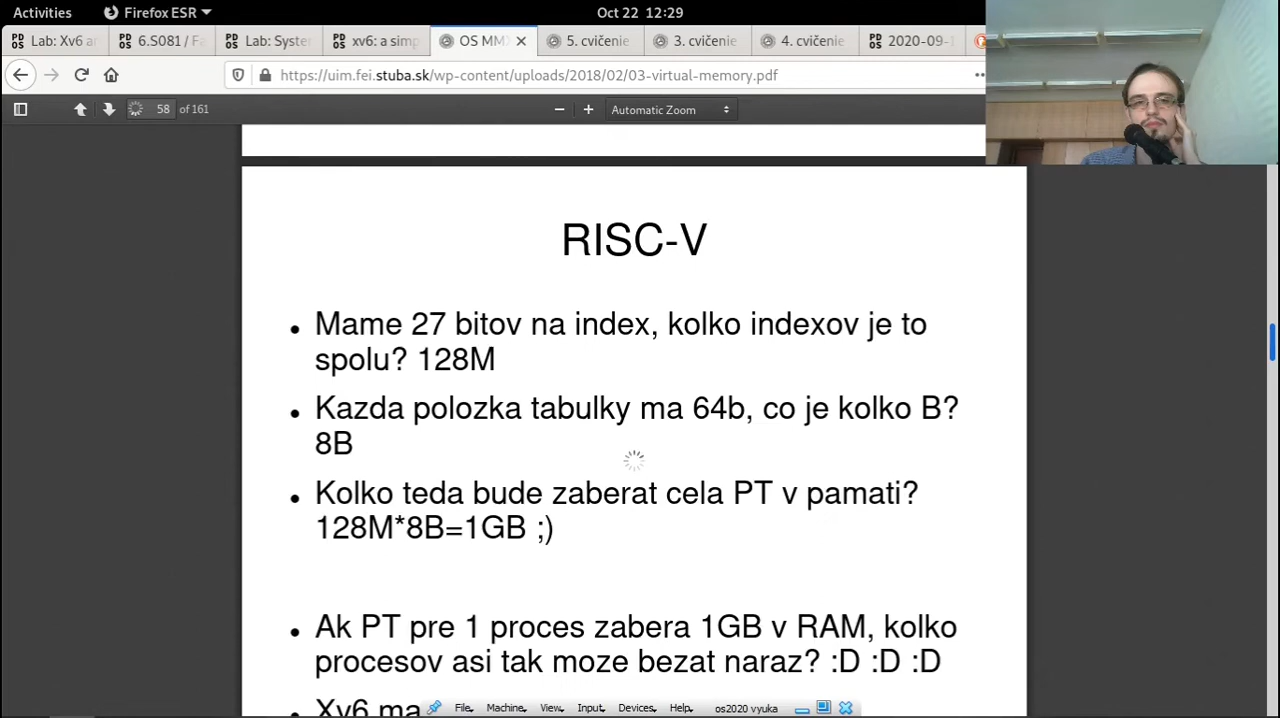 Activities Firefox ESR Oct 22 12:29
Lab: Xv6 an 6.S081 / Fa Lab: Syste xv6: a simp OS MMX 5. cvičenie 3. cvičenie 4. cvičenie 2020-09-1
https://uim.fei.stuba.sk/wp-content/uploads/2018/02/03-virtual-memory.pdf
58 of 161 Automatic Zoom
RISC-V
• Mame 27 bitov na index, kolko indexov je to
spolu? 128M
• Kazda polozka tabulky ma 64b, co je kolko B?
8B
• Kolko teda bude zaberat cela PT v pamati?
128M*8B=1GB ;)
• Ak PT pre 1 proces zabera 1GB v RAM, kolko
procesov asi tak moze bezat naraz? :D :D :D
• Xv6 ma
File Machine View Input Devices Help os2020 vyuka